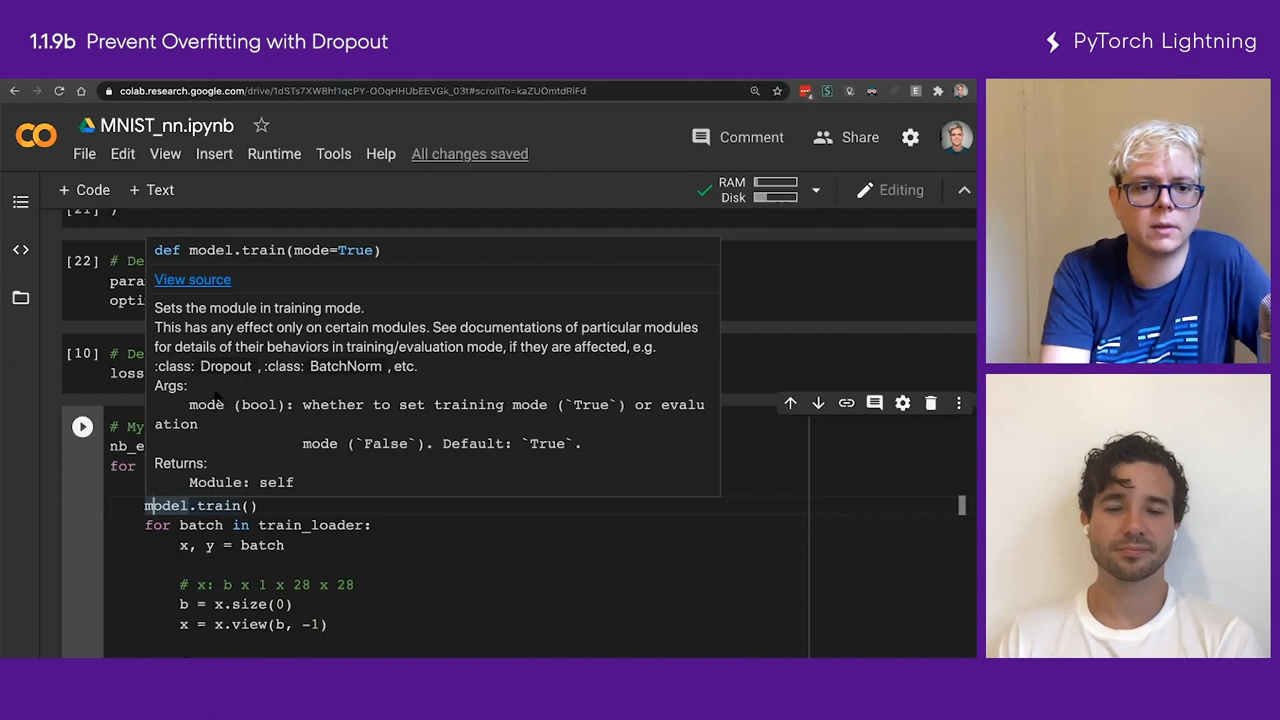 1.1.9b Prevent Overfitting with Dropout
PyTorch Lightning
colab.research.google.com/drive/1dSTs7XW8hf1qcPY-OOqHHUbEEVGk_03t#scrollTo=kaZUOmtdRiFd
MNIST_nn.ipynb
Comment
Share
File Edit View Insert Runtime Tools Help All changes saved
+ Code + Text
RAM
Disk
Editing
[21] )
def model.train(mode=True)
[22] # De
View source
para
opti
Sets the module in training mode.
This has any effect only on certain modules. See documentations of particular modules
for details of their behaviors in training/evaluation mode, if they are affected, e.g.
:class: Dropout , :class: BatchNorm , etc.
[10] # De
loss
Args:
mode (bool): whether to set training mode (`True`) or evalu
ation
mode (`False`). Default: `True`.
Returns:
Module: self
# My
nb_e
for
model.train()
for batch in train_loader:
x, y = batch
# x: b x 1 x 28 x 28
b = x.size(0)
x = x.view(b, -1)